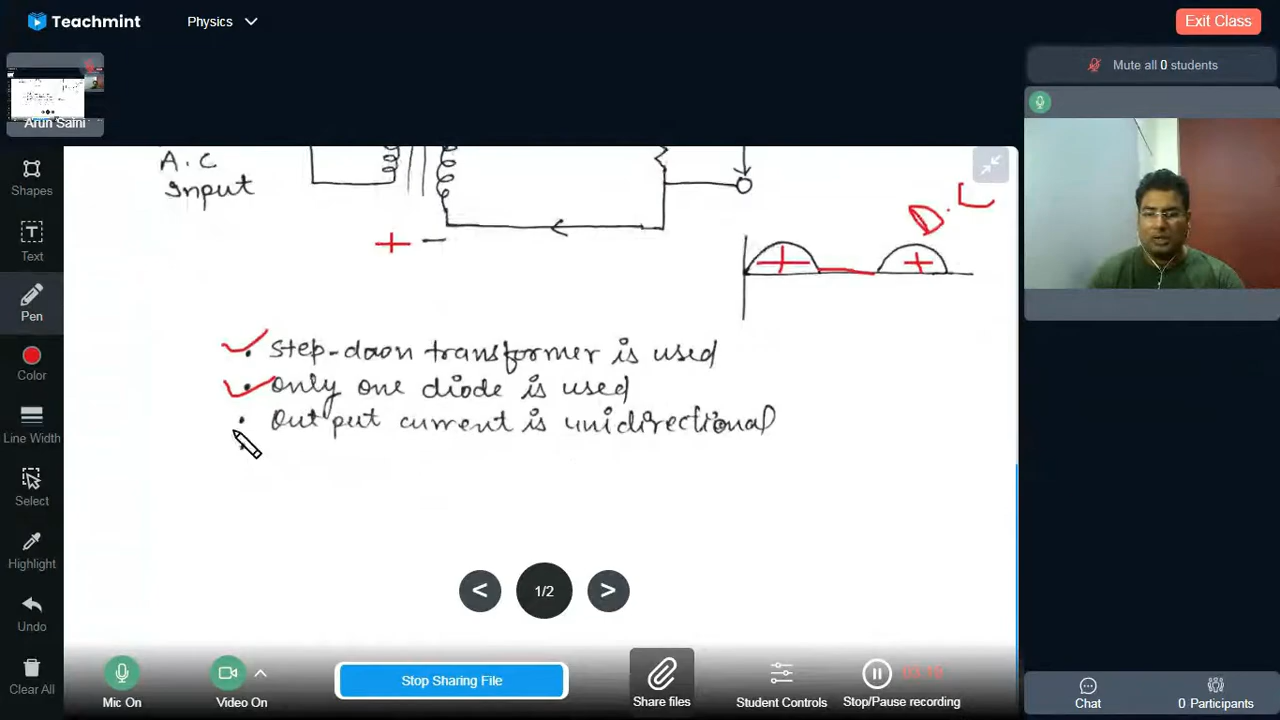 Teachmint
Physics
Exit Class
Mute all 0 students
Arun Saini
Shapes
Text
Pen
Color
Line Width
Select
Highlight
Undo
Clear All
A.C
Input
+ -
D.C
+ +
• Step-down transformer is used
• Only one diode is used
• Output current is unidirectional
< 1/2 >
Mic On
Video On
Stop Sharing File
Share files
Student Controls
Stop/Pause recording
Chat
0 Participants